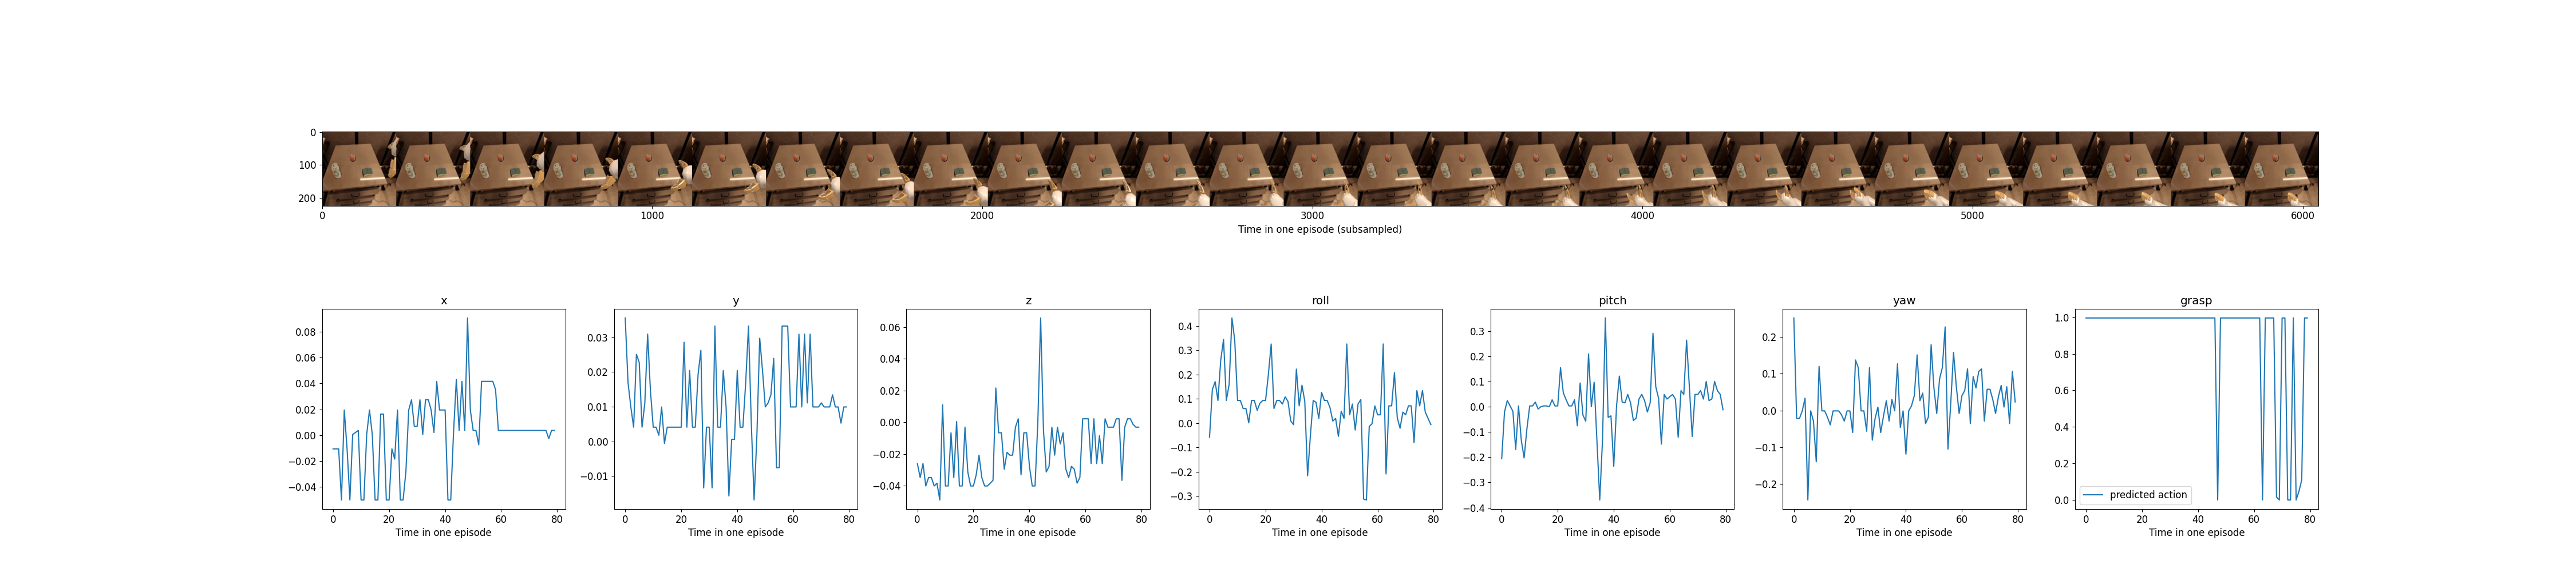 0
100
200
0 1000 2000 3000 4000 5000 6000
Time in one episode (subsampled)
x
0.08
0.06
0.04
0.02
0.00
−0.02
−0.04
0 20 40 60 80
Time in one episode
y
0.03
0.02
0.01
0.00
−0.01
0 20 40 60 80
Time in one episode
z
0.06
0.04
0.02
0.00
−0.02
−0.04
0 20 40 60 80
Time in one episode
roll
0.4
0.3
0.2
0.1
0.0
−0.1
−0.2
−0.3
0 20 40 60 80
Time in one episode
pitch
0.3
0.2
0.1
0.0
−0.1
−0.2
−0.3
−0.4
0 20 40 60 80
Time in one episode
yaw
0.2
0.1
0.0
−0.1
−0.2
0 20 40 60 80
Time in one episode
grasp
1.0
0.8
0.6
0.4
0.2
0.0
predicted action
0 20 40 60 80
Time in one episode